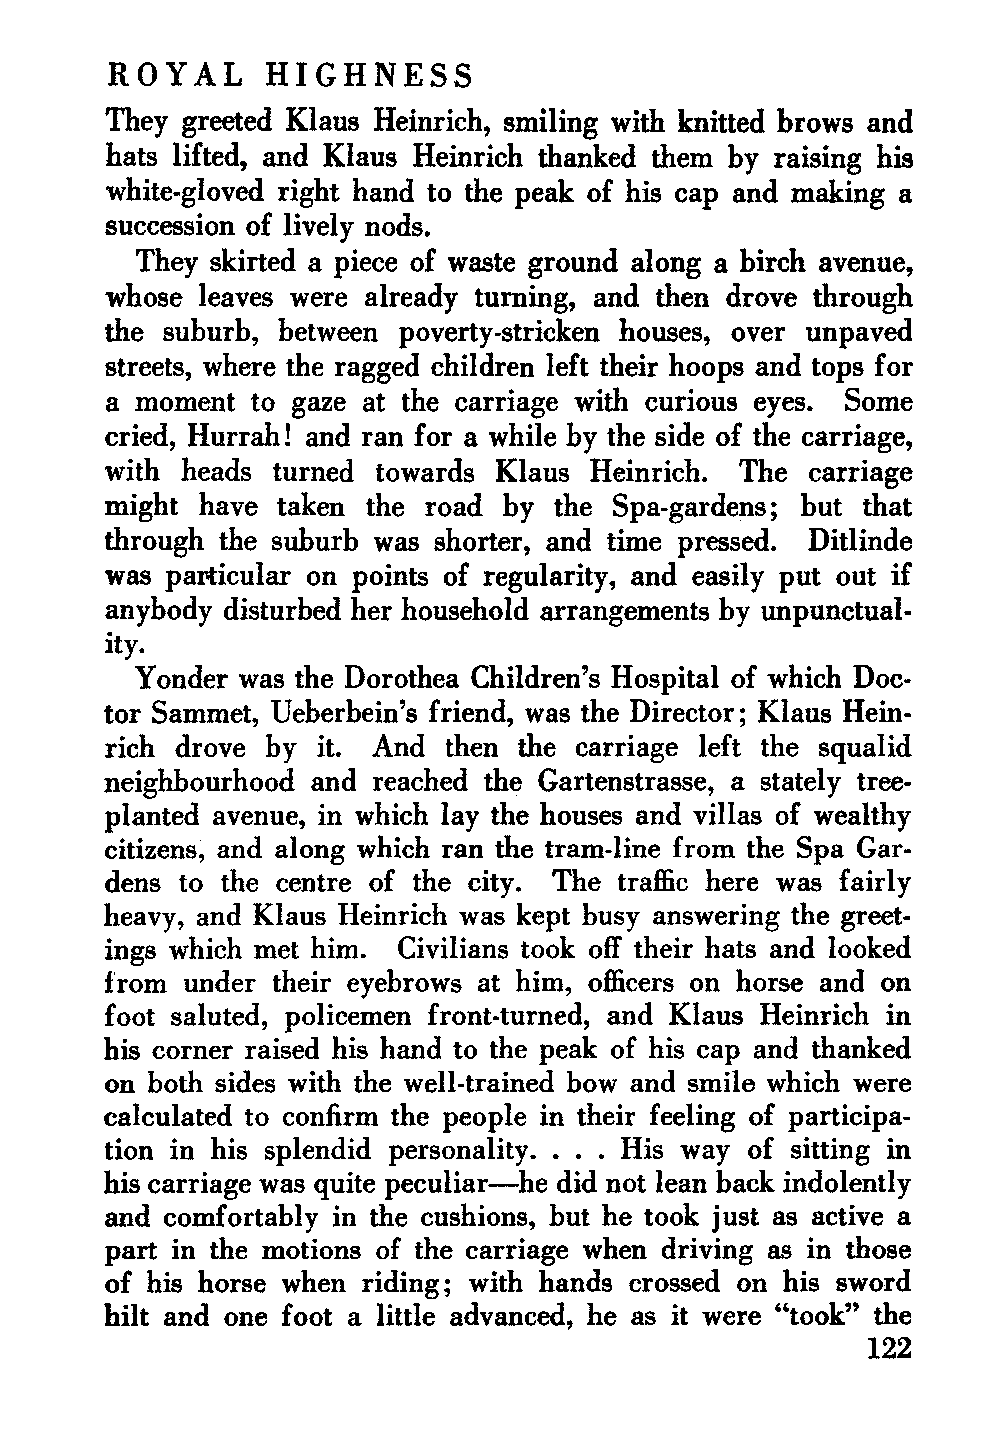 ROYAL HIGHNESS
They greeted Klaus Heinrich, smiling with knitted brows and
hats lifted, and Klaus Heinrich thanked them by raising his
white-gloved right hand to the peak of his cap and making a
succession of lively nods.
They skirted a piece of waste ground along a birch avenue,
whose leaves were already turning, and then drove through
the suburb, between poverty-stricken houses, over unpaved
streets, where the ragged children left their hoops and tops for
a moment to gaze at the carriage with curious eyes. Some
cried, Hurrah! and ran for a while by the side of the carriage,
with heads turned towards Klaus Heinrich. The carriage
might have taken the road by the Spa-gardens; but that
through the suburb was shorter, and time pressed. Ditlinde
was particular on points of regularity, and easily put out if
anybody disturbed her household arrangements by unpunctual-
ity.
Yonder was the Dorothea Children's Hospital of which Doc-
tor Sammet, Ueberbein's friend, was the Director; Klaus Hein-
rich drove by it. And then the carriage left the squalid
neighbourhood and reached the Gartenstrasse, a stately tree-
planted avenue, in which lay the houses and villas of wealthy
citizens, and along which ran the tram-line from the Spa Gar-
dens to the centre of the city. The traffic here was fairly
heavy, and Klaus Heinrich was kept busy answering the greet-
ings which met him. Civilians took off their hats and looked
from under their eyebrows at him, officers on horse and on
foot saluted, policemen front-turned, and Klaus Heinrich in
his corner raised his hand to the peak of his cap and thanked
on both sides with the well-trained bow and smile which were
calculated to confirm the people in their feeling of participa-
tion in his splendid personality. . . . His way of sitting in
his carriage was quite peculiar—he did not lean back indolently
and comfortably in the cushions, but he took just as active a
part in the motions of the carriage when driving as in those
of his horse when riding; with hands crossed on his sword
hilt and one foot a little advanced, he as it were “took” the
122